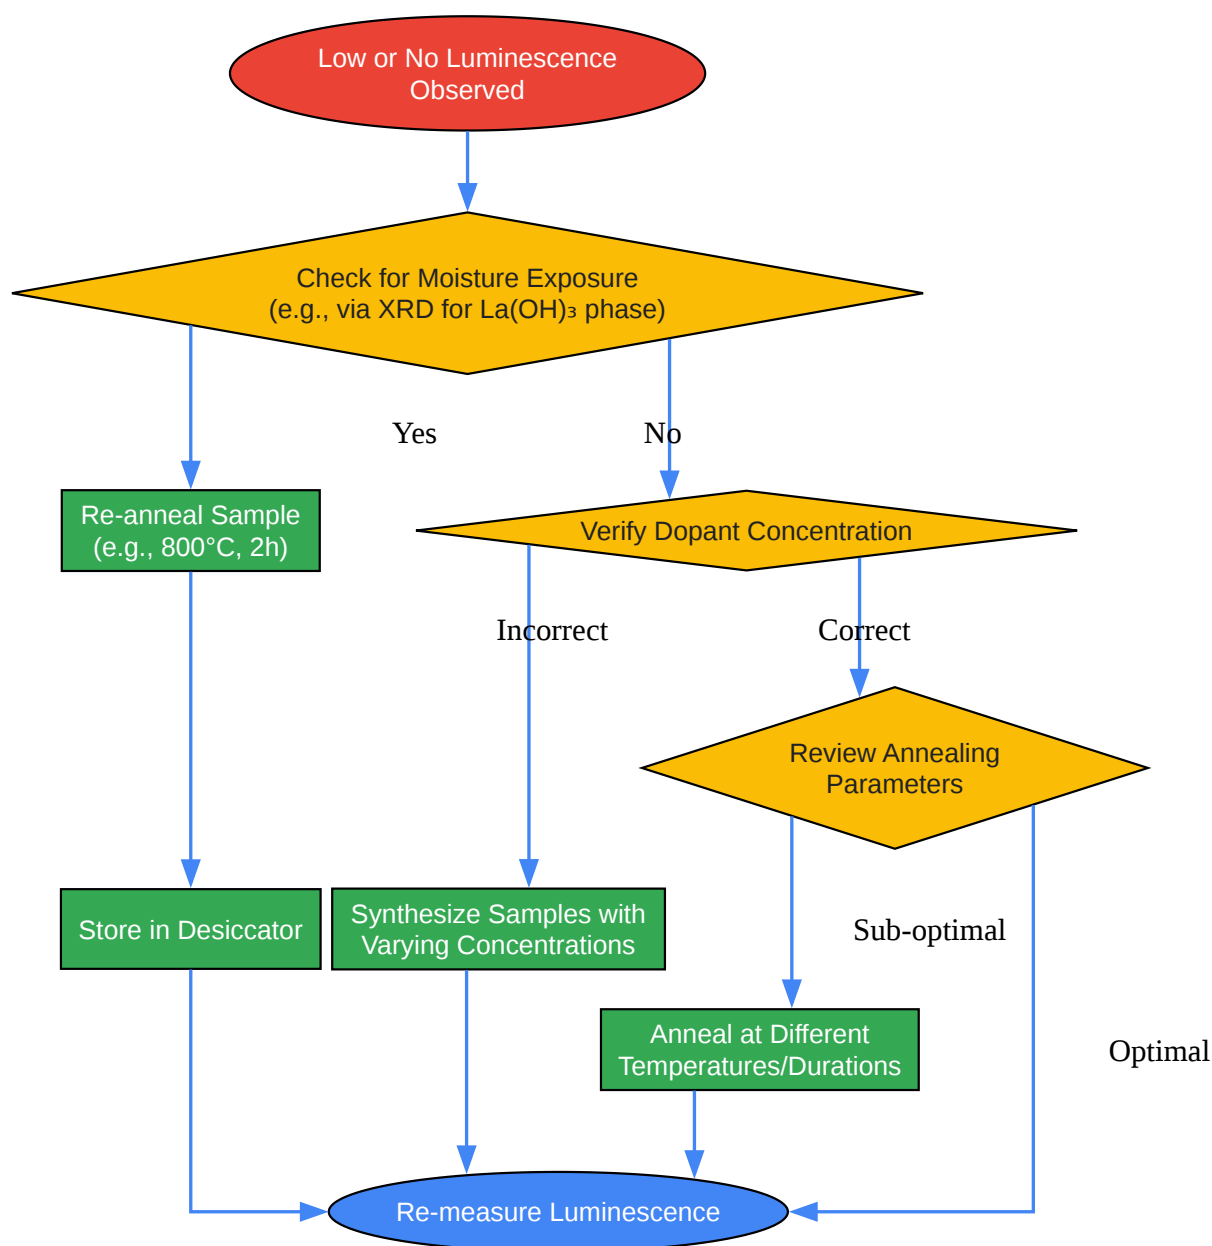 Low or No Luminescence
Observed
Check for Moisture Exposure
(e.g., via XRD for La(OH)₃ phase)
Yes
No
Re-anneal Sample
(e.g., 800°C, 2h)
Verify Dopant Concentration
Incorrect
Correct
Review Annealing
Parameters
Store in Desiccator
Synthesize Samples with
Varying Concentrations
Sub-optimal
Anneal at Different
Temperatures/Durations
Optimal
Re-measure Luminescence